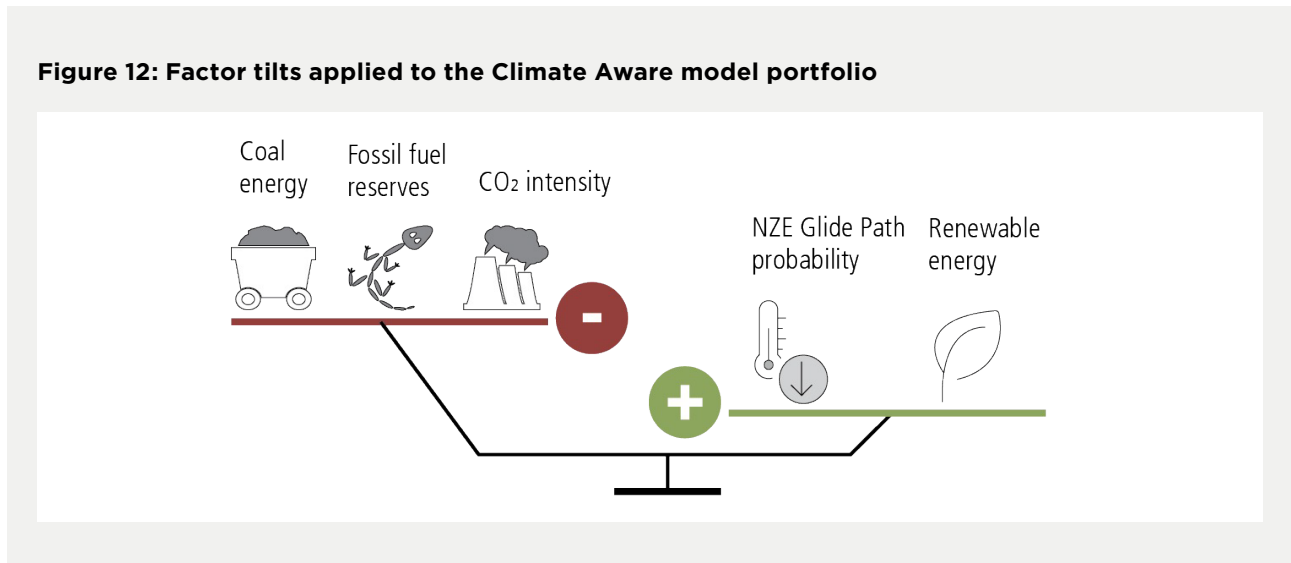 Figure 12: Factor tilts applied to the Climate Aware model portfolio
Coal
energy
Fossil fuel
reserves
CO₂ intensity
-
+
NZE Glide Path
probability
Renewable
energy